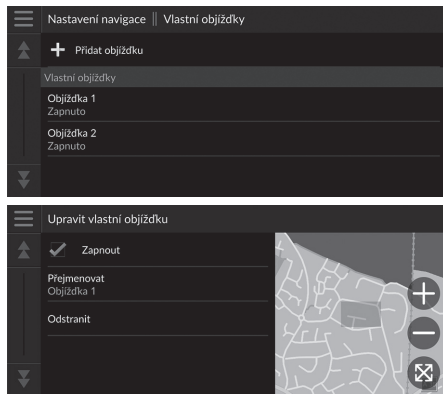 Nastavení navigace || Vlastní objížďky
Přidat objížďku
Vlastní objížďky
Objížďka 1
Zapnuto
Objížďka 2
Zapnuto
Upravit vlastní objížďku
Zapnout
Přejmenovat
Objížďka 1
Odstranit